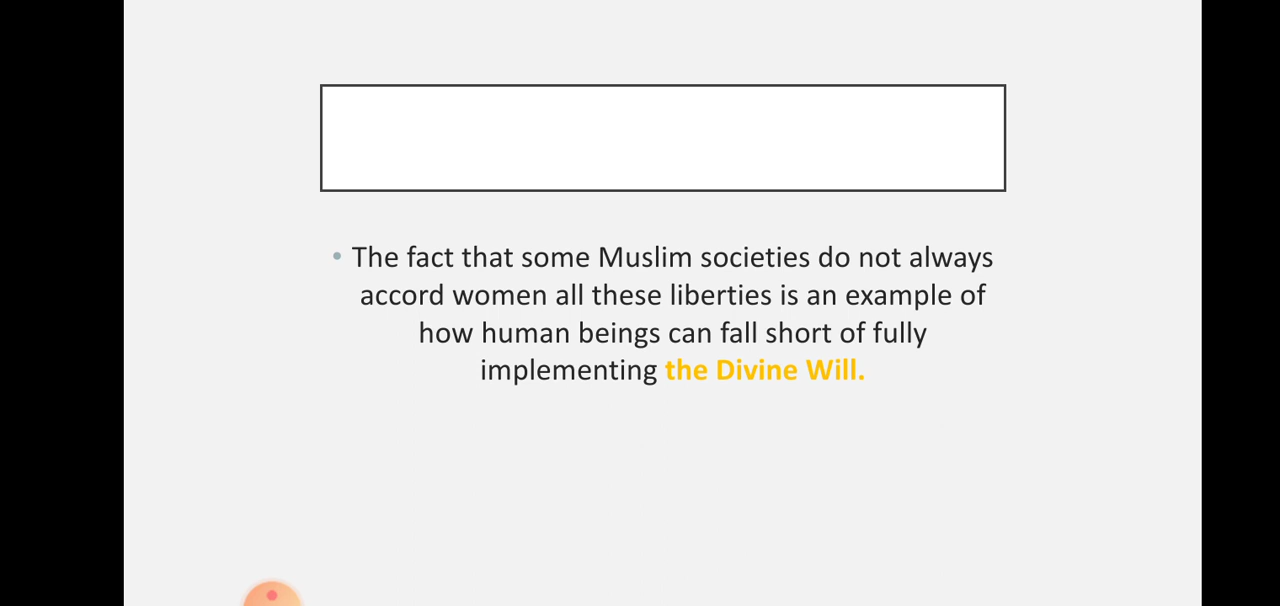 • The fact that some Muslim societies do not always
accord women all these liberties is an example of
how human beings can fall short of fully
implementing the Divine Will.